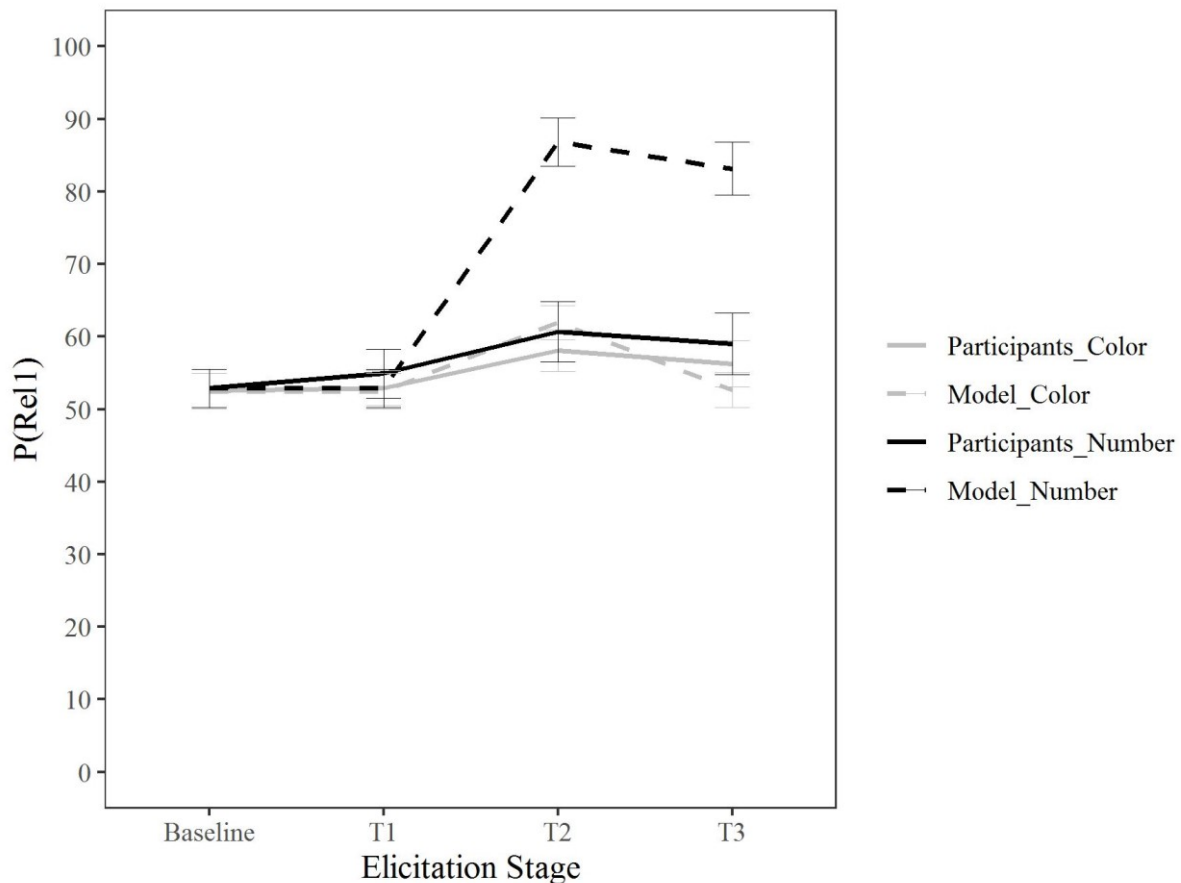 100
90
80
70
60
50
40
30
20
10
0
P(Rel1)
Baseline T1 T2 T3
Elicitation Stage
Participants_Color
Model_Color
Participants_Number
Model_Number